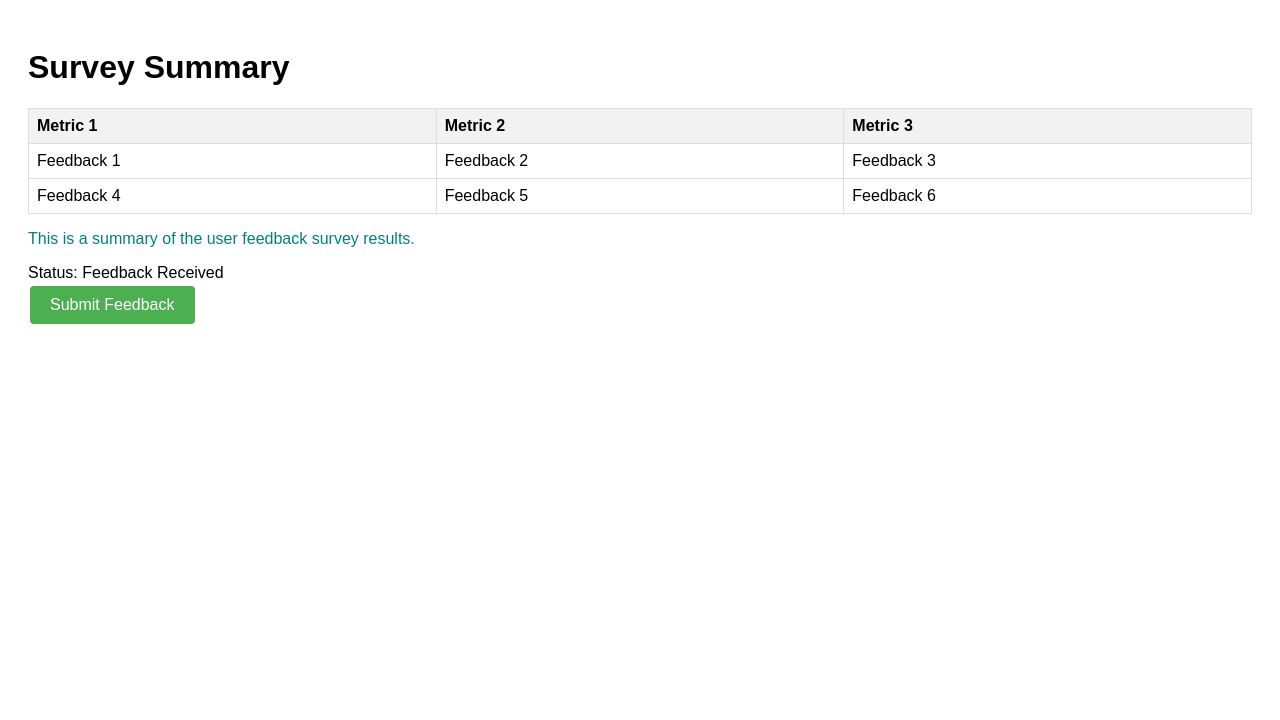 Survey Summary
Metric 1 Metric 2 Metric 3
Feedback 1 Feedback 2 Feedback 3
Feedback 4 Feedback 5 Feedback 6
This is a summary of the user feedback survey results.
Status: Feedback Received
Submit Feedback